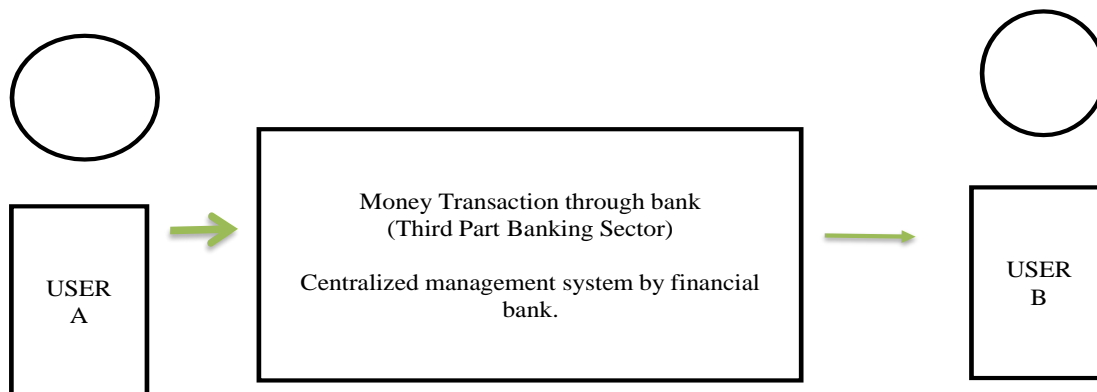 USER
A
Money Transaction through bank
(Third Part Banking Sector)
Centralized management system by financial
bank.
USER
B